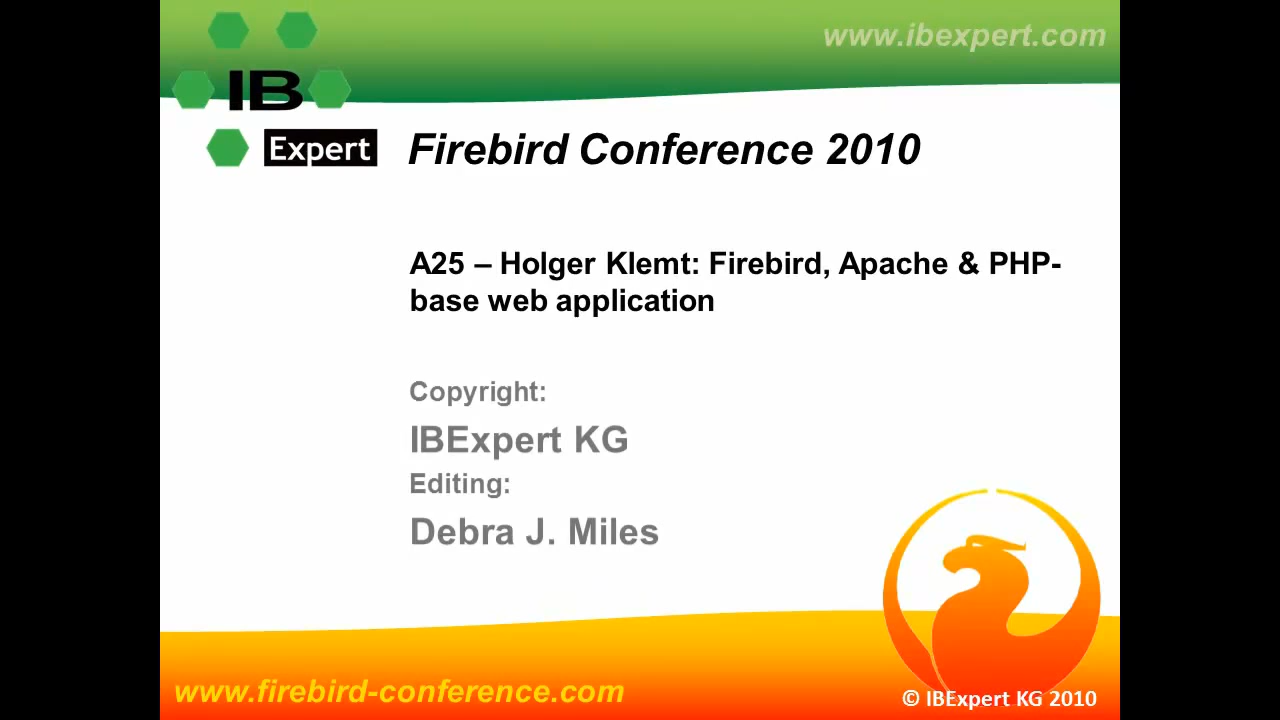 www.ibexpert.com
IB
Expert
Firebird Conference 2010
A25 – Holger Klemt: Firebird, Apache & PHP-
base web application
Copyright:
IBExpert KG
Editing:
Debra J. Miles
www.firebird-conference.com
© IBExpert KG 2010